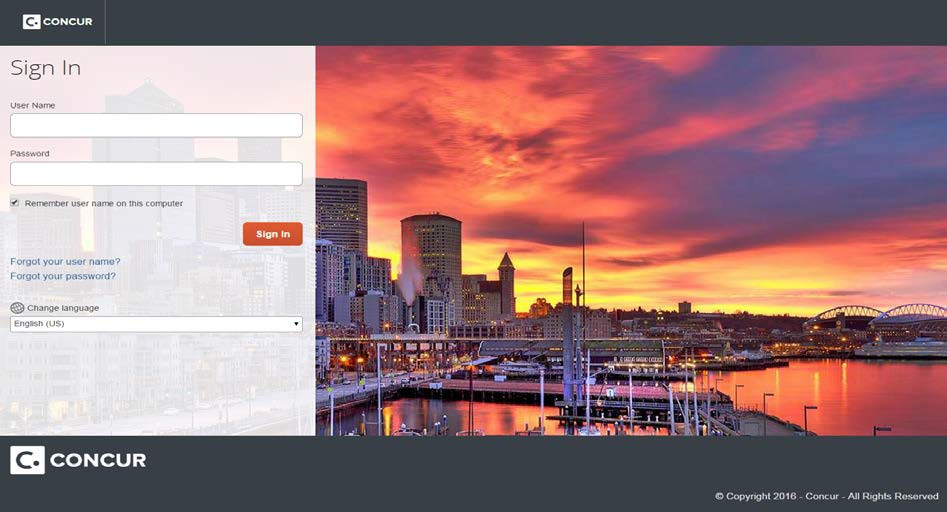 C. CONCUR
Sign In
User Name
Password
Remember user name on this computer
Sign In
Forgot your user name?
Forgot your password?
Change language
English (US)
C. CONCUR
© Copyright 2016 - Concur - All Rights Reserved